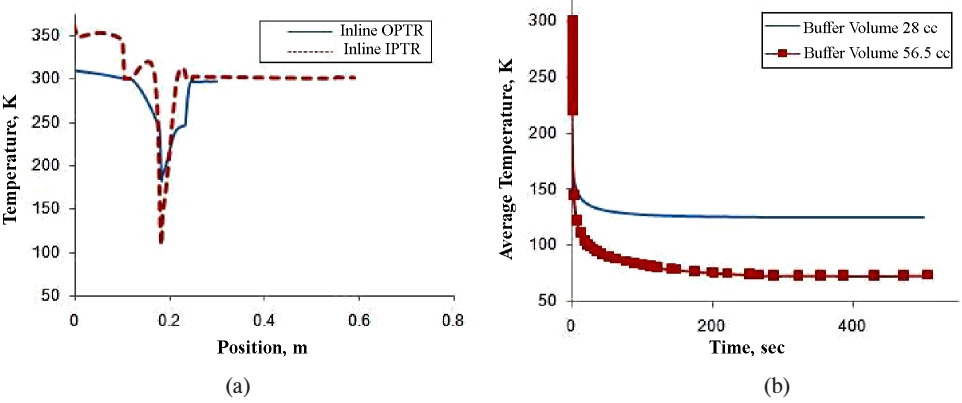 350
300
250
200
150
100
50
0
0.2
0.4
0.6
0.8
Temperature, K
Position, m
Inline OPTR
Inline IPTR
(a)
300
250
200
150
100
50
0
200
400
Average Temperature, K
Time, sec
Buffer Volume 28 cc
Buffer Volume 56.5 cc
(b)